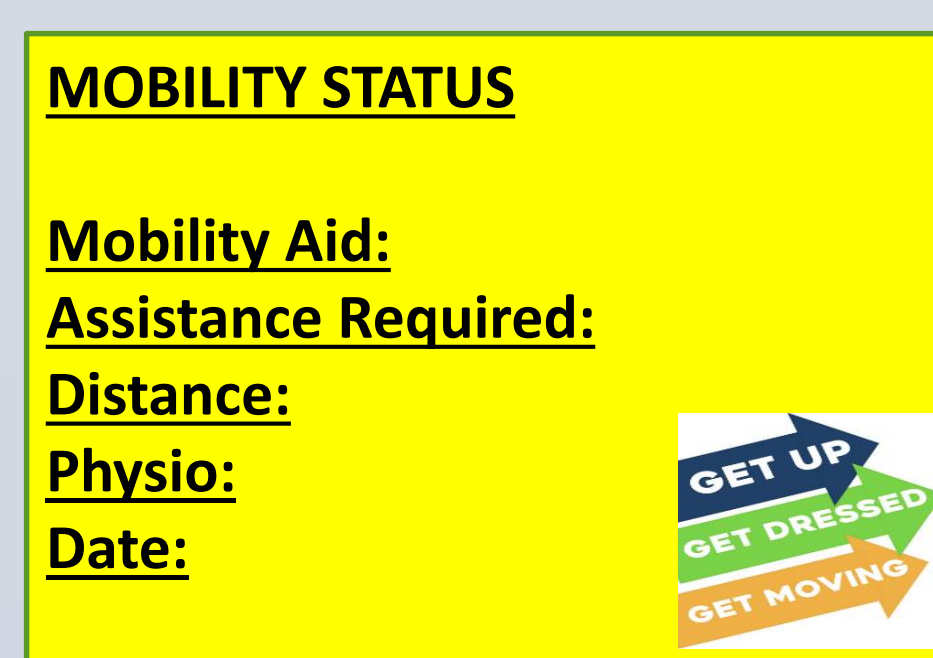 MOBILITY STATUS
Mobility Aid:
Assistance Required:
Distance:
Physio:
Date:
GET UP
GET DRESSED
GET MOVING